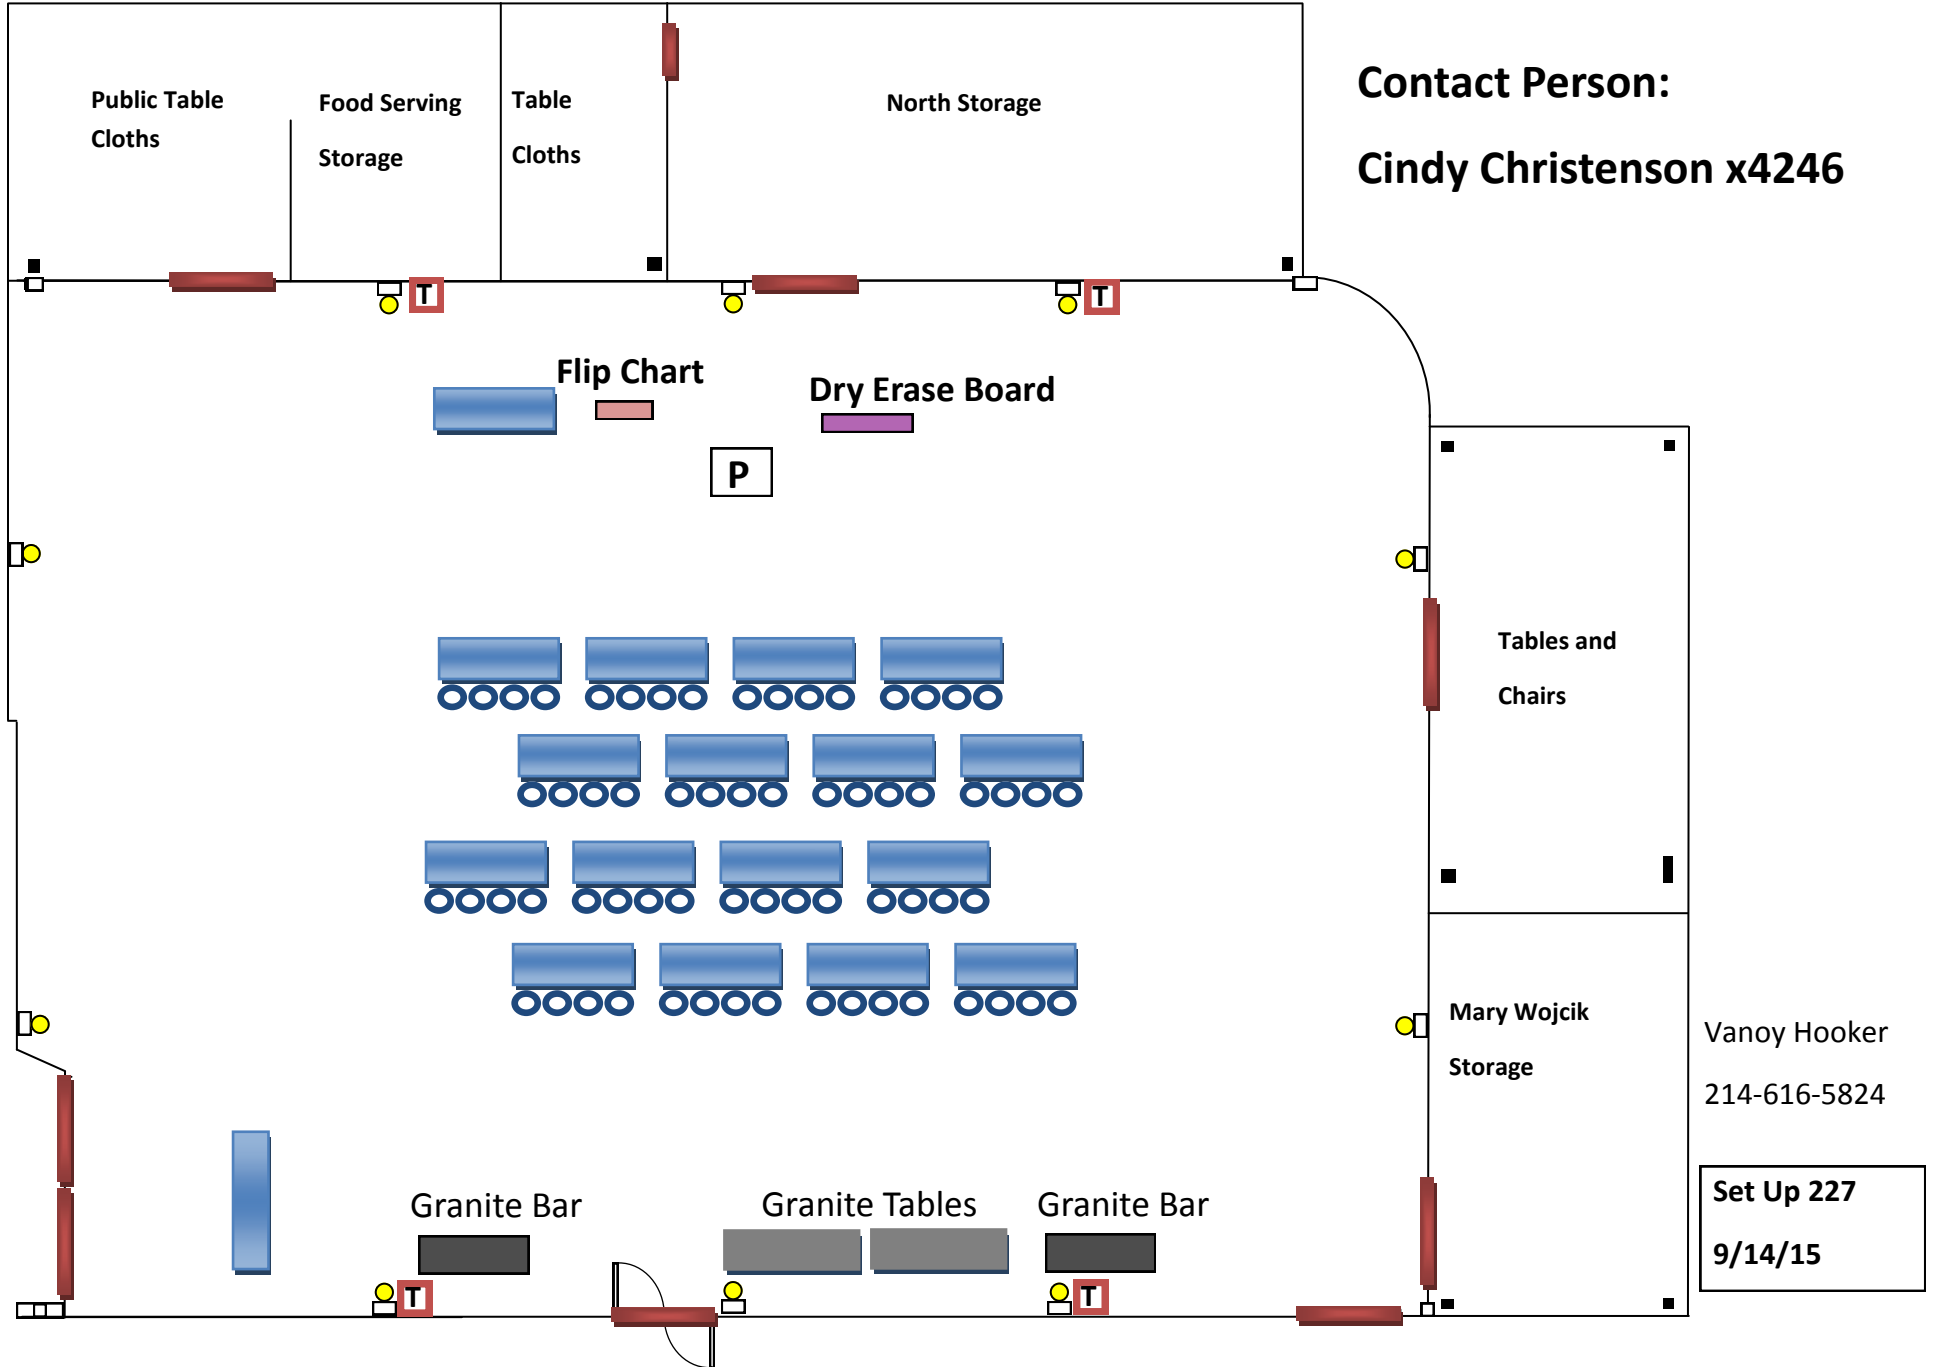 Public Table
Cloths
Food Serving
Storage
Table
Cloths
North Storage
Contact Person:
Cindy Christenson x4246
T
T
Flip Chart
Dry Erase Board
P
Tables and
Chairs
Mary Wojcik
Storage
Vanoy Hooker
214-616-5824
Granite Bar
Granite Tables
Granite Bar
T
T
Set Up 227
9/14/15